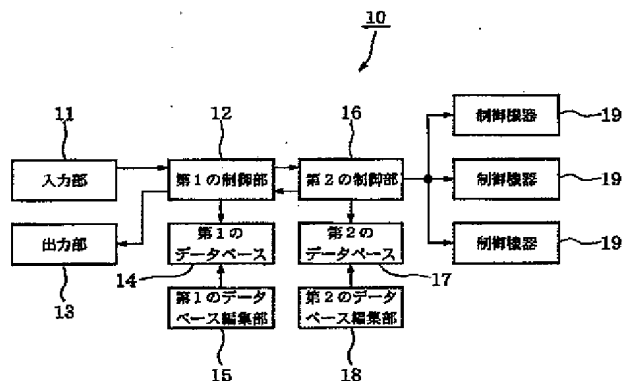 10
11
12
16
制御機器
19
入力部
第1の制御部
第2の制御部
制御機器
19
出力部
第1の
データベース
第2の
データベース
制御機器
19
13
14
17
第1のデータ
ベース編集部
第2のデータ
ベース編集部
15
18